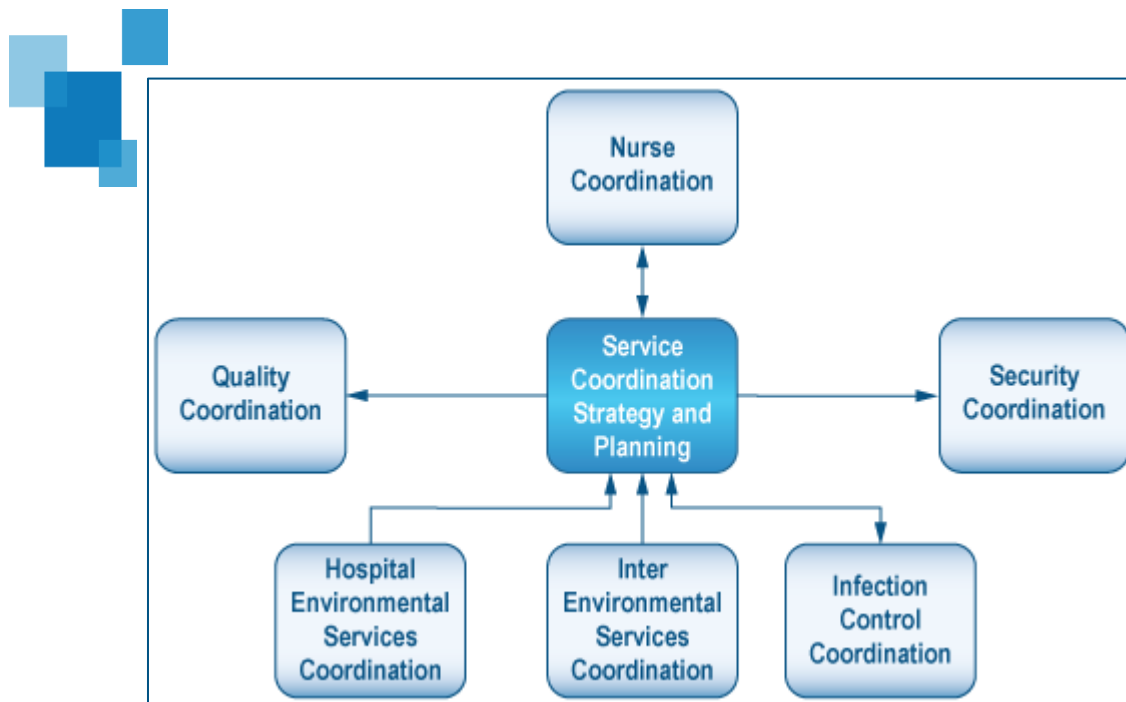 Nurse
Coordination
Quality
Coordination
Service
Coordination
Strategy and
Planning
Security
Coordination
Hospital
Environmental
Services
Coordination
Inter
Environmental
Services
Coordination
Infection
Control
Coordination